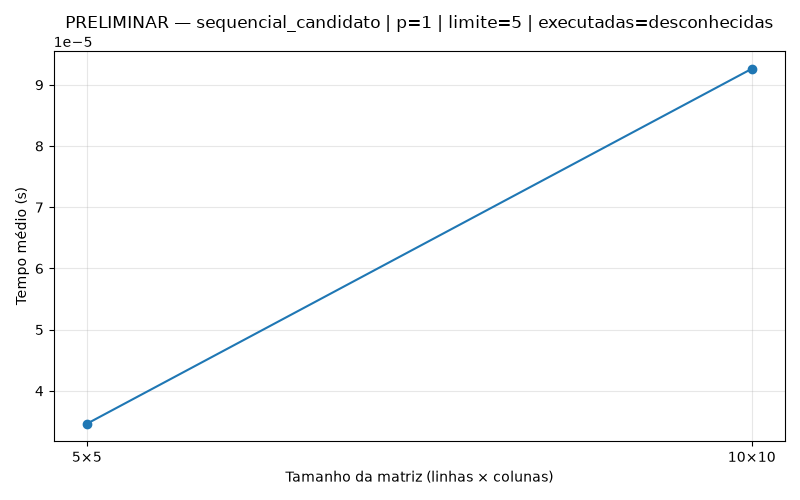 PRELIMINAR — sequencial_candidato | p=1 | limite=5 | executadas=desconhecidas
1e−5
9
8
7
6
5
4
Tempo médio (s)
5×5
10×10
Tamanho da matriz (linhas × colunas)